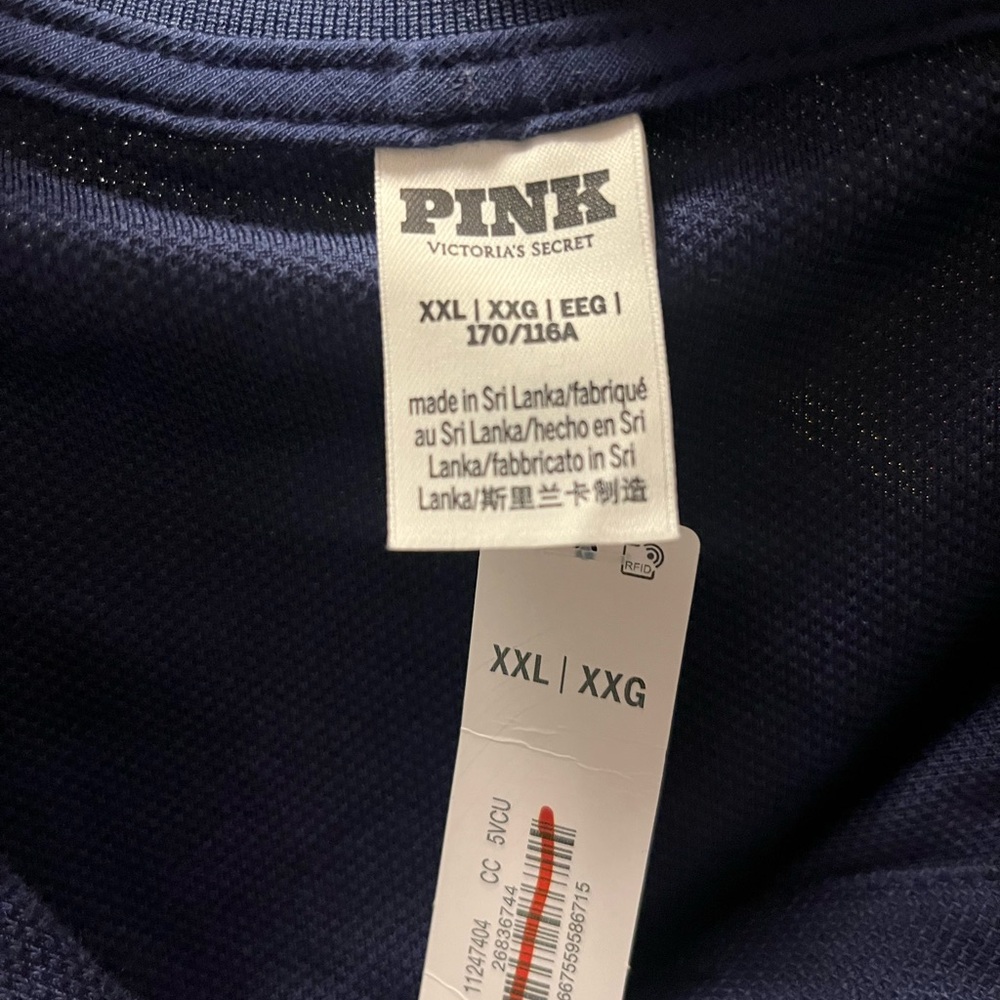 PINK
VICTORIA'S SECRET
XXL | XXG | EEG |
170/116A
made in Sri Lanka/fabriqué
au Sri Lanka/hecho en Sri
Lanka/fabbricato in Sri
Lanka/斯里兰卡制造
RFID
XXL | XXG
11247404 CC 5VCU
26836744
667559586715